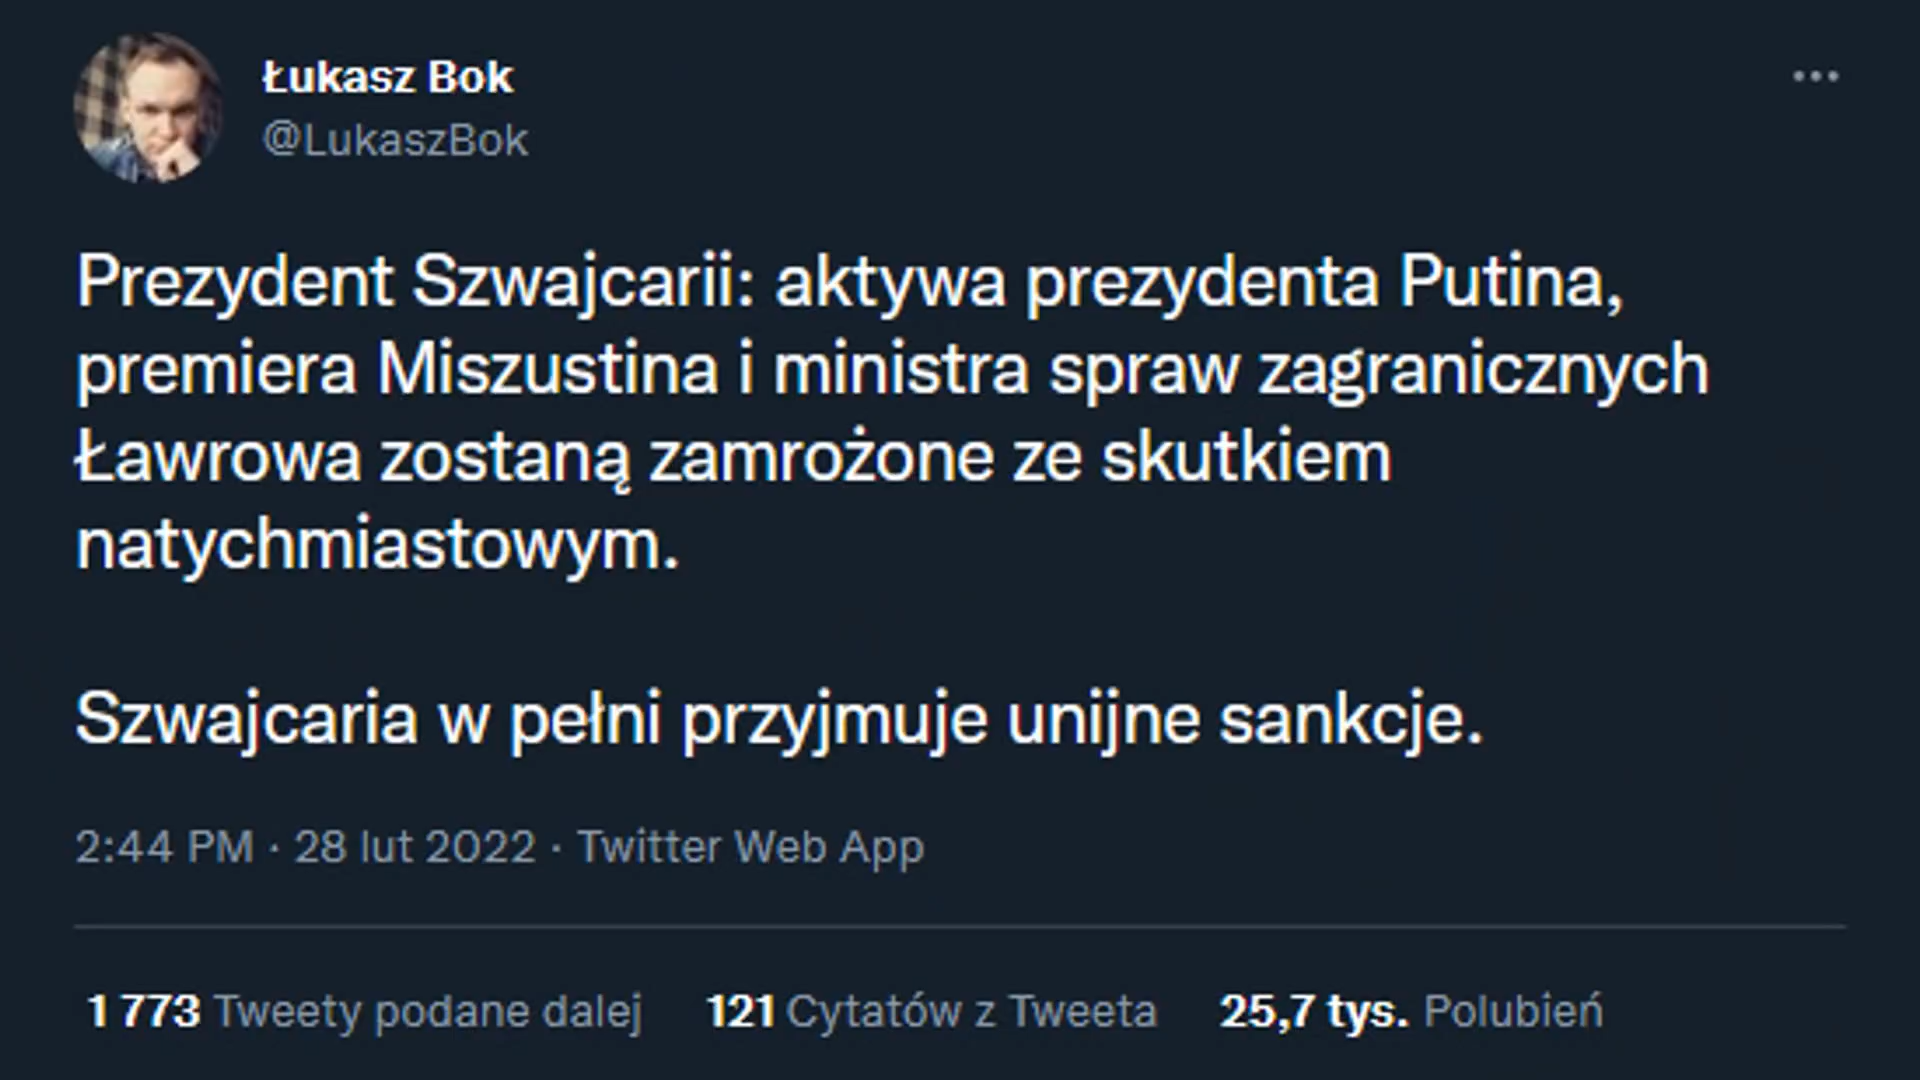 Łukasz Bok
@LukaszBok
Prezydent Szwajcarii: aktywa prezydenta Putina,
premiera Miszustina i ministra spraw zagranicznych
Ławrowa zostaną zamrożone ze skutkiem
natychmiastowym.
Szwajcaria w pełni przyjmuje unijne sankcje.
2:44 PM · 28 lut 2022 · Twitter Web App
1 773 Tweety podane dalej 121 Cytatów z Tweeta 25,7 tys. Polubień